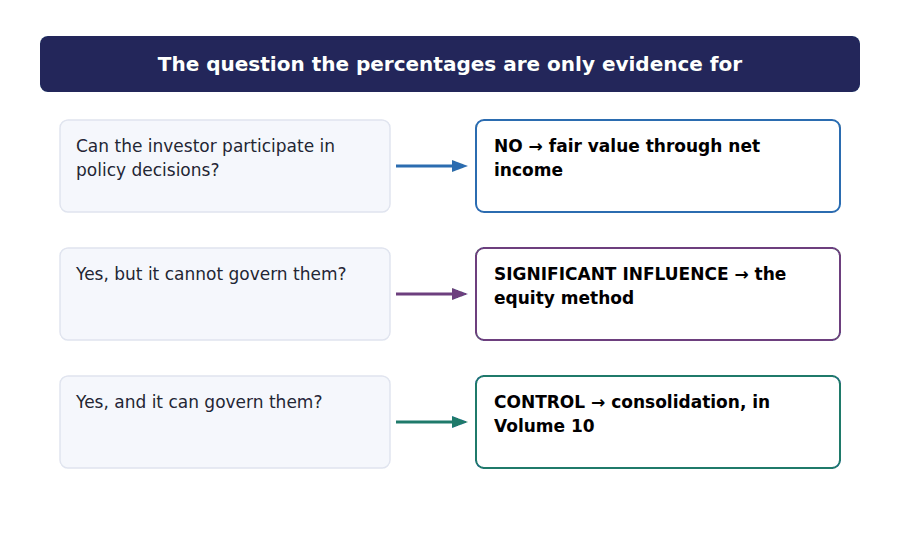 The question the percentages are only evidence for
Can the investor participate in
policy decisions?
NO → fair value through net
income
Yes, but it cannot govern them?
SIGNIFICANT INFLUENCE → the
equity method
Yes, and it can govern them?
CONTROL → consolidation, in
Volume 10